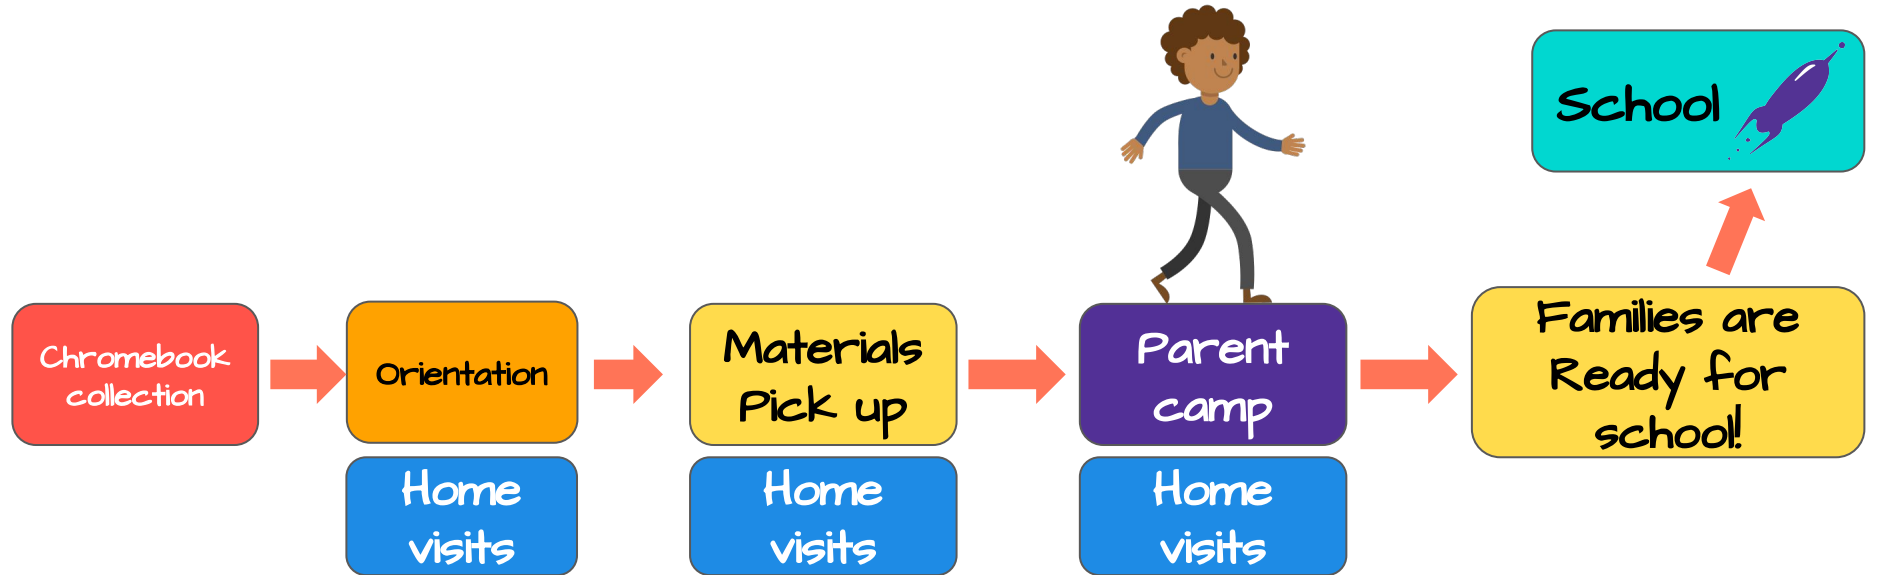 School
Chromebook
collection
Orientation
Materials
Pick up
Parent
camp
Families are
Ready for
school!
Home
visits
Home
visits
Home
visits